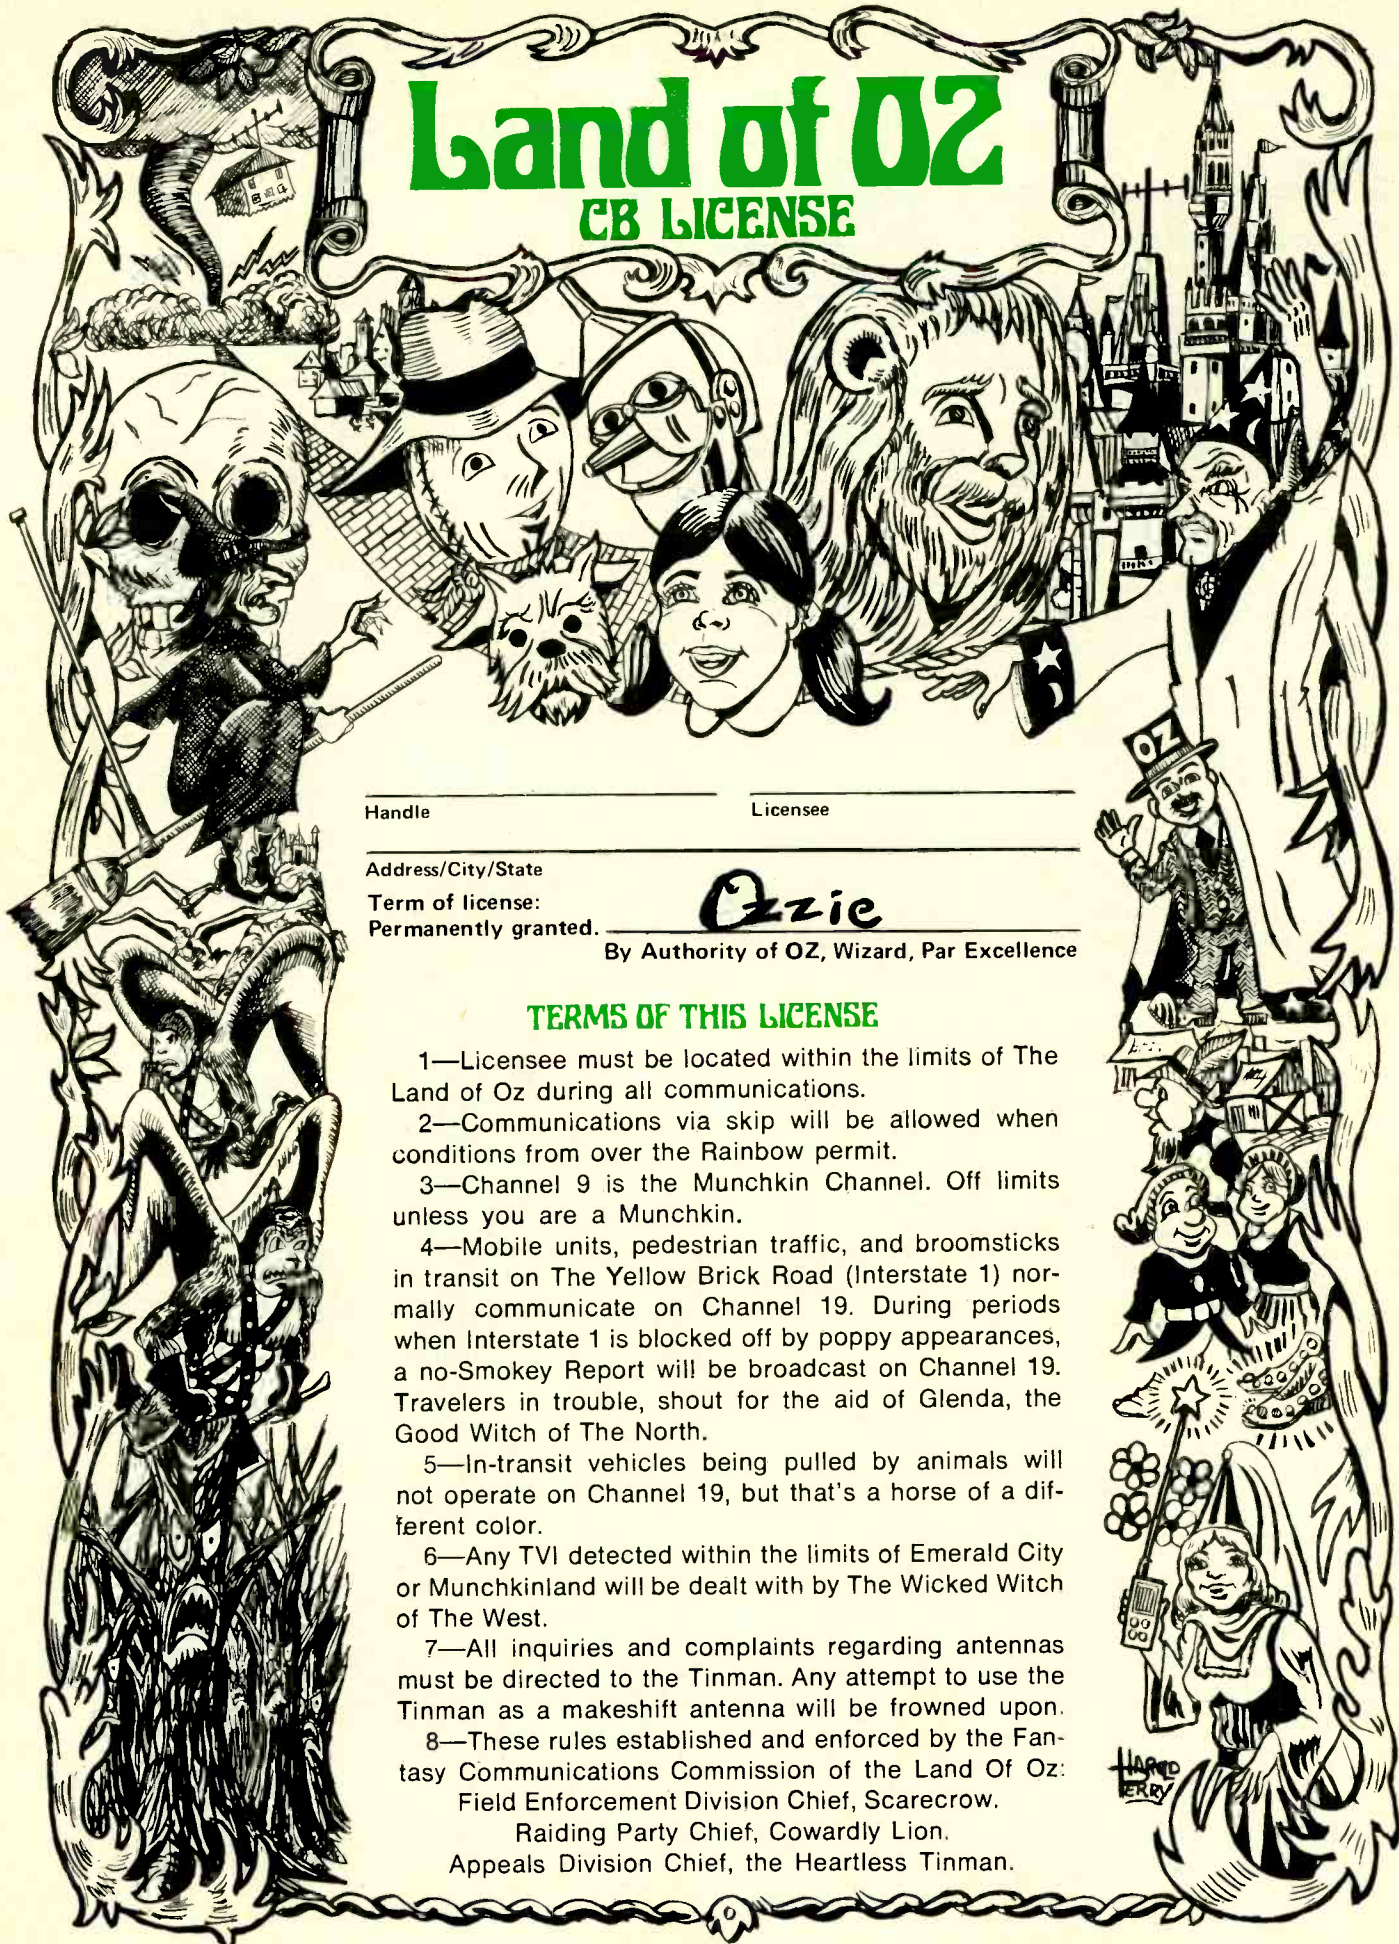 Land of OZ
CB LICENSE
OZ
Handle
Licensee
Address/City/State
Term of license:
Permanently granted.
Ozzie
By Authority of OZ, Wizard, Par Excellence
TERMS OF THIS LICENSE
1—Licensee must be located within the limits of The
Land of Oz during all communications.
2—Communications via skip will be allowed when
conditions from over the Rainbow permit.
3—Channel 9 is the Munchkin Channel. Off limits
unless you are a Munchkin.
4—Mobile units, pedestrian traffic, and broomsticks
in transit on The Yellow Brick Road (Interstate 1) nor-
mally communicate on Channel 19. During periods
when Interstate 1 is blocked off by poppy appearances,
a no-Smokey Report will be broadcast on Channel 19.
Travelers in trouble, shout for the aid of Glenda, the
Good Witch of The North.
5—In-transit vehicles being pulled by animals will
not operate on Channel 19, but that's a horse of a dif-
ferent color.
6—Any TVI detected within the limits of Emerald City
or Munchkinland will be dealt with by The Wicked Witch
of The West.
7—All inquiries and complaints regarding antennas
must be directed to the Tinman. Any attempt to use the
Tinman as a makeshift antenna will be frowned upon.
8—These rules established and enforced by the Fan-
tasy Communications Commission of the Land Of Oz:
Field Enforcement Division Chief, Scarecrow.
Raiding Party Chief, Cowardly Lion.
Appeals Division Chief, the Heartless Tinman.
HAROLD
PERRY